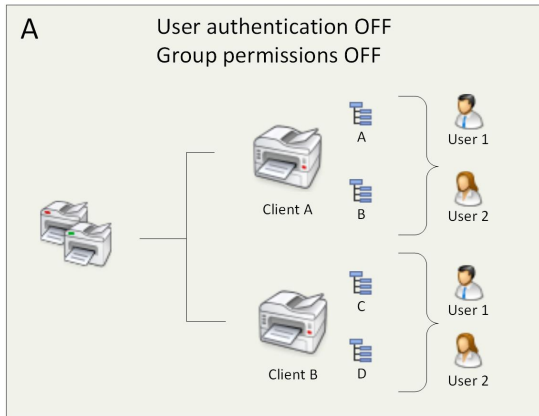 A
User authentication OFF
Group permissions OFF
A
User 1
Client A
B
User 2
C
User 1
Client B
D
User 2